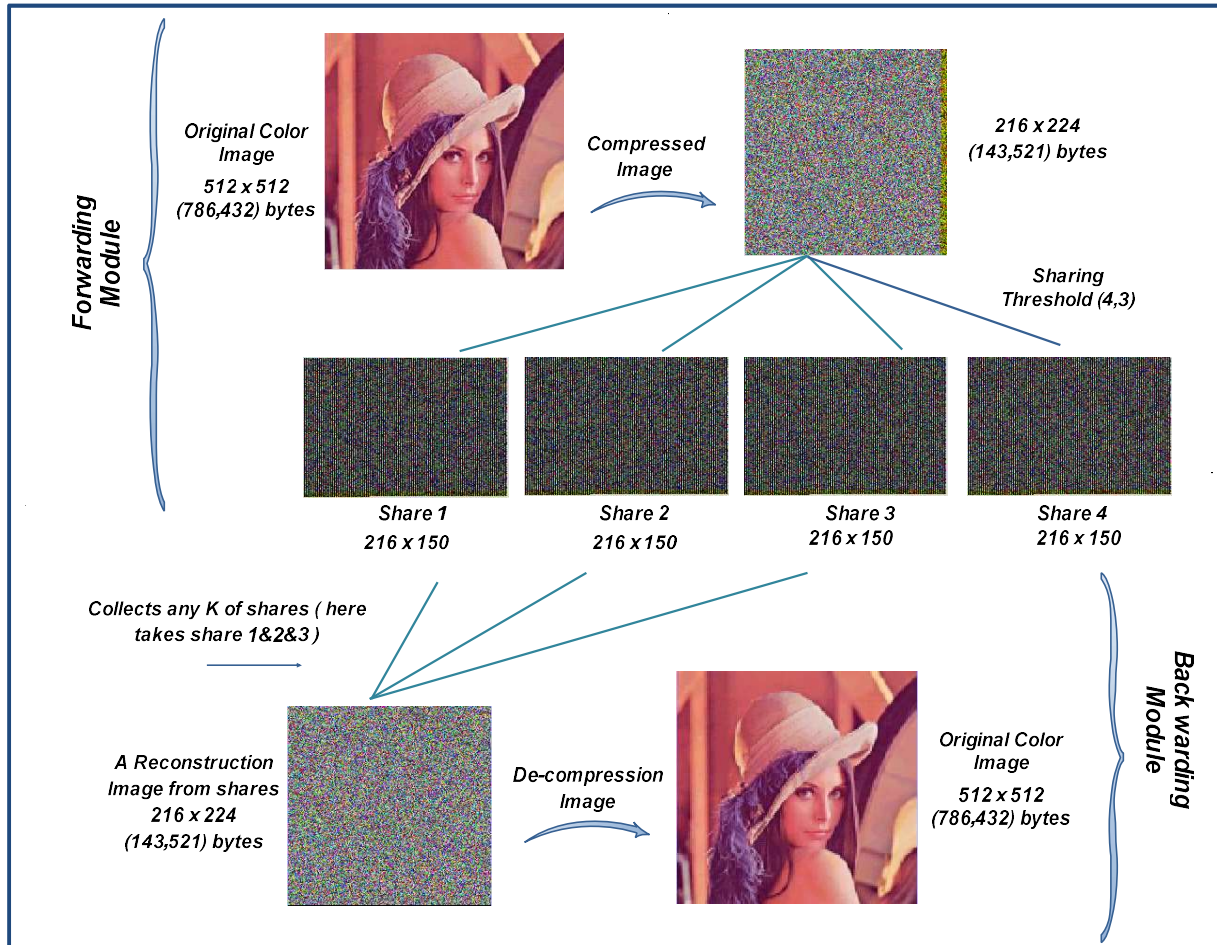 Forwarding
Module
Original Color
Image
512 x 512
(786,432) bytes
Compressed
Image
216 x 224
(143,521) bytes
Sharing
Threshold (4,3)
Share 1
216 x 150
Share 2
216 x 150
Share 3
216 x 150
Share 4
216 x 150
Collects any K of shares ( here
takes share 1&2&3 )
A Reconstruction
Image from shares
216 x 224
(143,521) bytes
De-compression
Image
Original Color
Image
512 x 512
(786,432) bytes
Back warding
Module